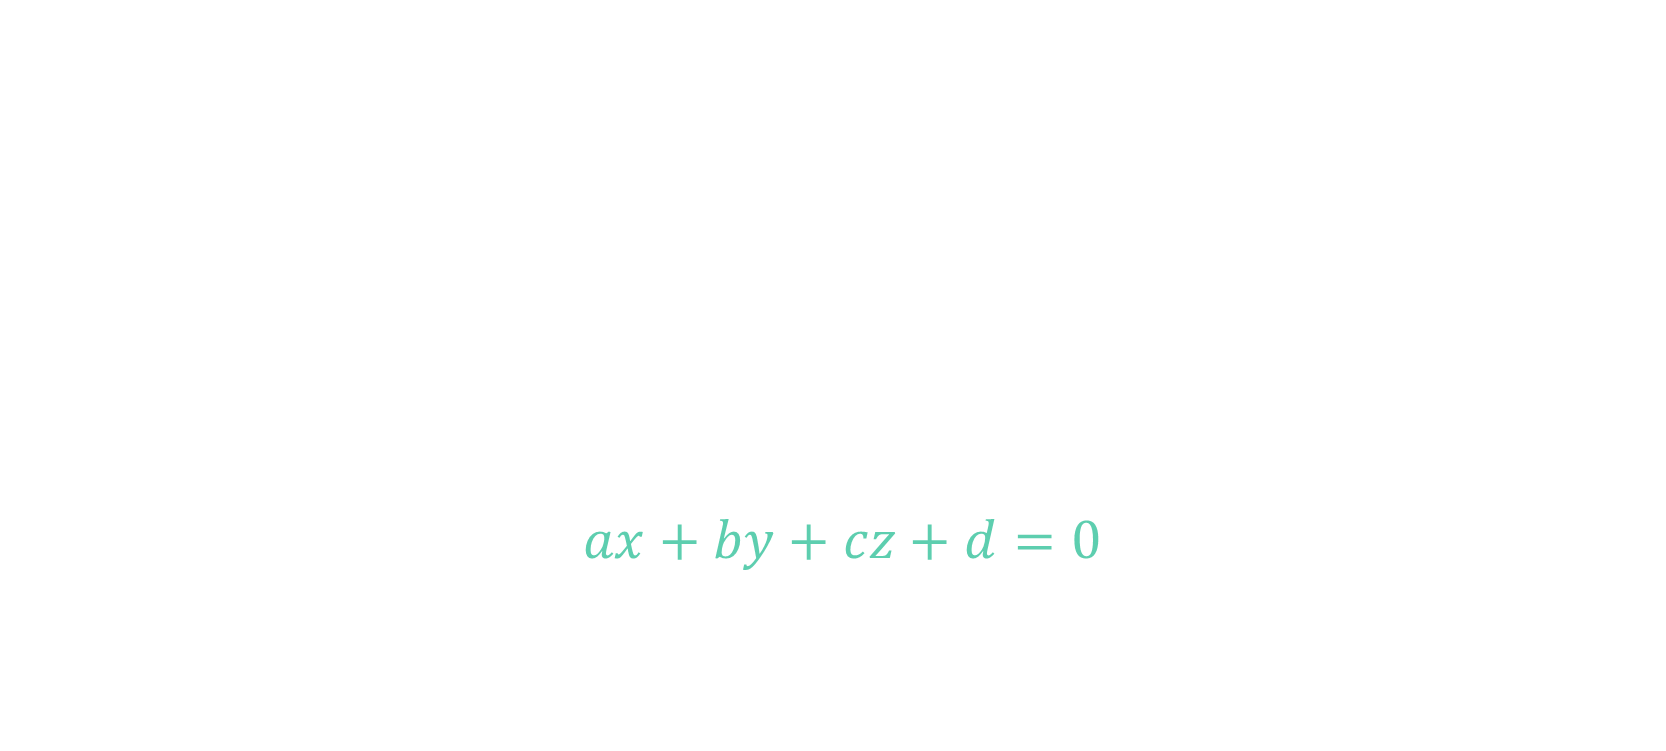 ax + by + cz + d = 0